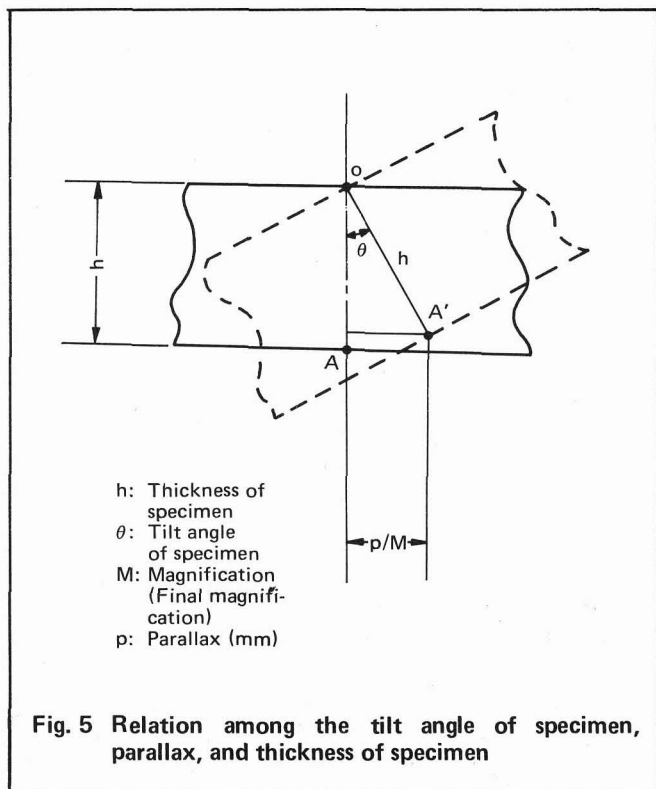 o
h
θ
h
A'
A
p/M
h: Thickness of
specimen
θ: Tilt angle
of specimen
M: Magnification
(Final magnifi-
cation)
p: Parallax (mm)
Fig. 5 Relation among the tilt angle of specimen,
parallax, and thickness of specimen